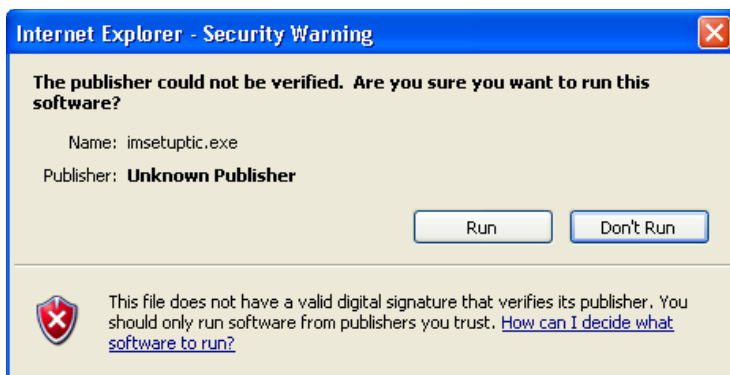 Internet Explorer - Security Warning
The publisher could not be verified.  Are you sure you want to run this
software?
Name: imsetuptic.exe
Publisher: Unknown Publisher
Run Don't Run
This file does not have a valid digital signature that verifies its publisher. You
should only run software from publishers you trust. How can I decide what
software to run?